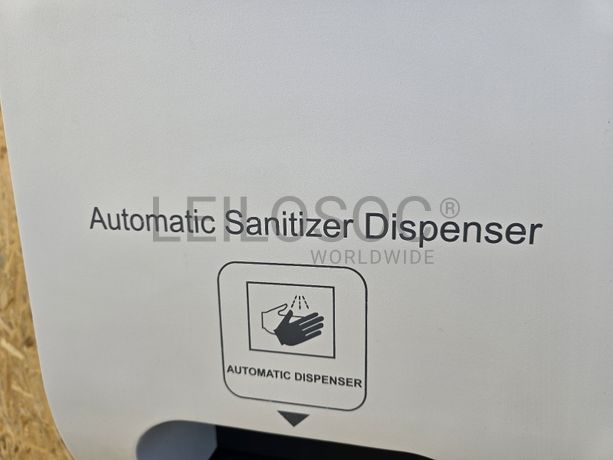 Automatic Sanitizer Dispenser
LEILOSOC®
WORLDWIDE
AUTOMATIC DISPENSER